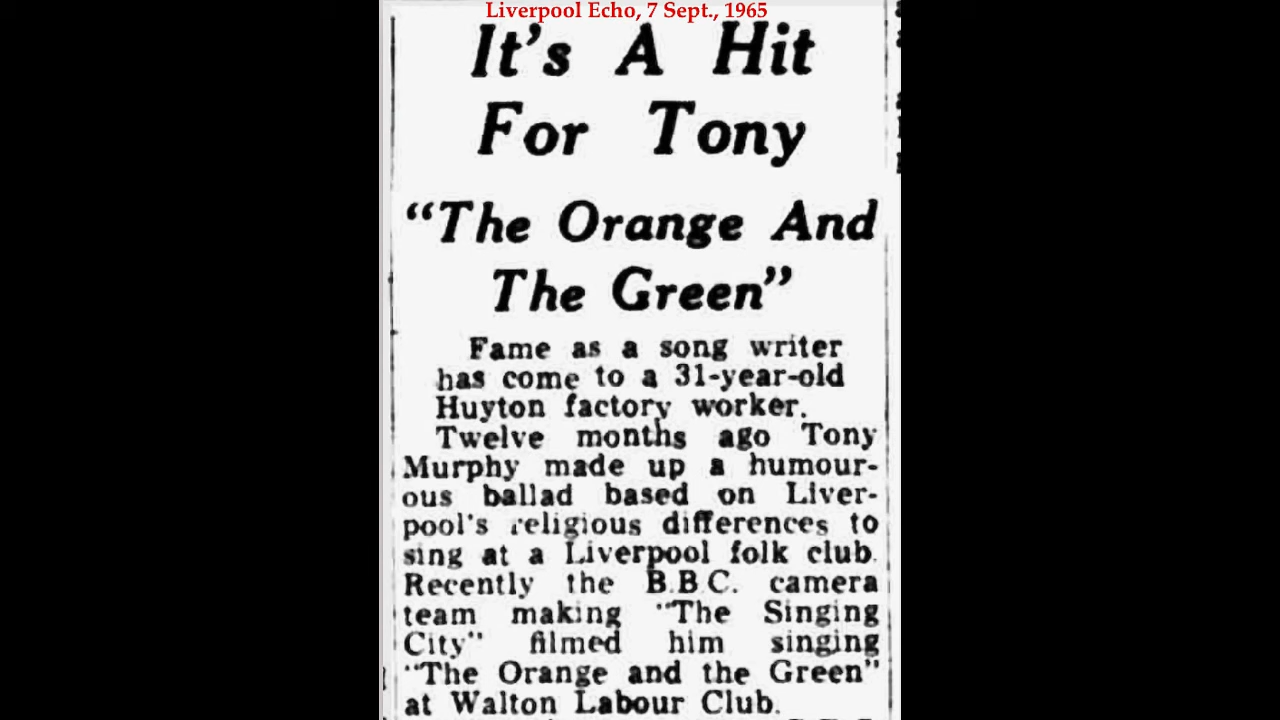 Liverpool Echo, 7 Sept., 1965
It's A Hit
For Tony
"The Orange And
The Green"
Fame as a song writer
has come to a 31-year-old
Huyton factory worker.
Twelve months ago Tony
Murphy made up a humour-
ous ballad based on Liver-
pool's religious differences to
sing at a Liverpool folk club.
Recently the B.B.C. camera
team making "The Singing
City" filmed him singing
"The Orange and the Green"
at Walton Labour Club.